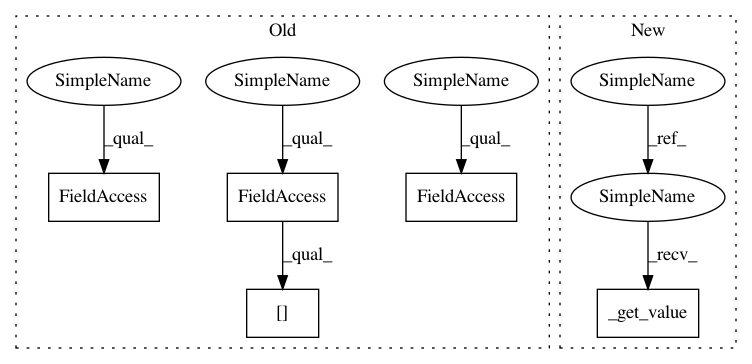 Old
New
SimpleName
SimpleName
SimpleName
SimpleName
_qual_
_qual_
_qual_
_ref_
FieldAccess
FieldAccess
FieldAccess
SimpleName
_qual_
_recv_
[]
_get_value